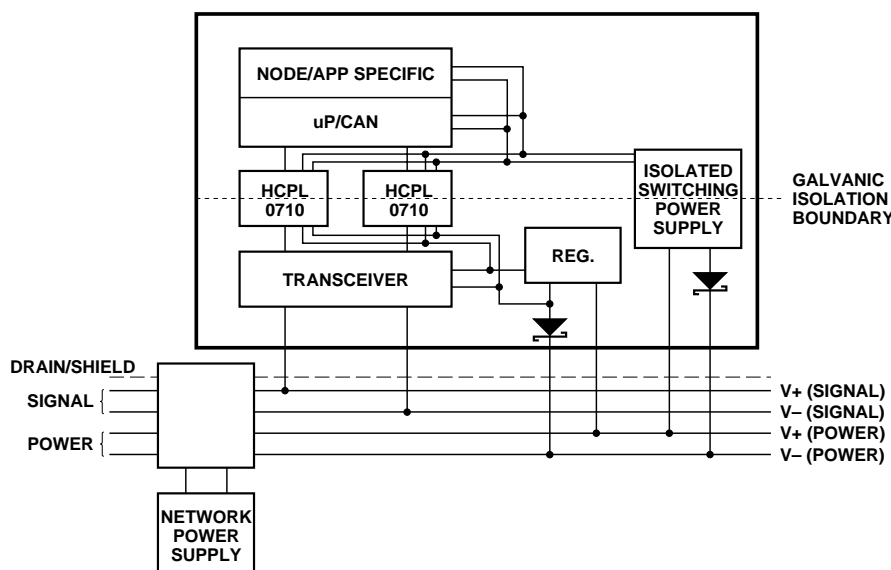 NODE/APP SPECIFIC
uP/CAN
HCPL
0710
HCPL
0710
ISOLATED
SWITCHING
POWER
SUPPLY
GALVANIC
ISOLATION
BOUNDARY
TRANSCEIVER
REG.
DRAIN/SHIELD
SIGNAL
POWER
V+ (SIGNAL)
V– (SIGNAL)
V+ (POWER)
V– (POWER)
NETWORK
POWER
SUPPLY